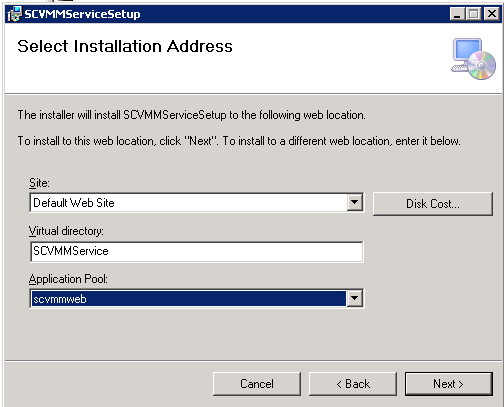 SCVMMServiceSetup
Select Installation Address
The installer will install SCVMMServiceSetup to the following web location.
To install to this web location, click "Next". To install to a different web location, enter it below.
Site:
Default Web Site
Disk Cost...
Virtual directory:
SCVMMService
Application Pool:
scvmmweb
Cancel
< Back
Next >